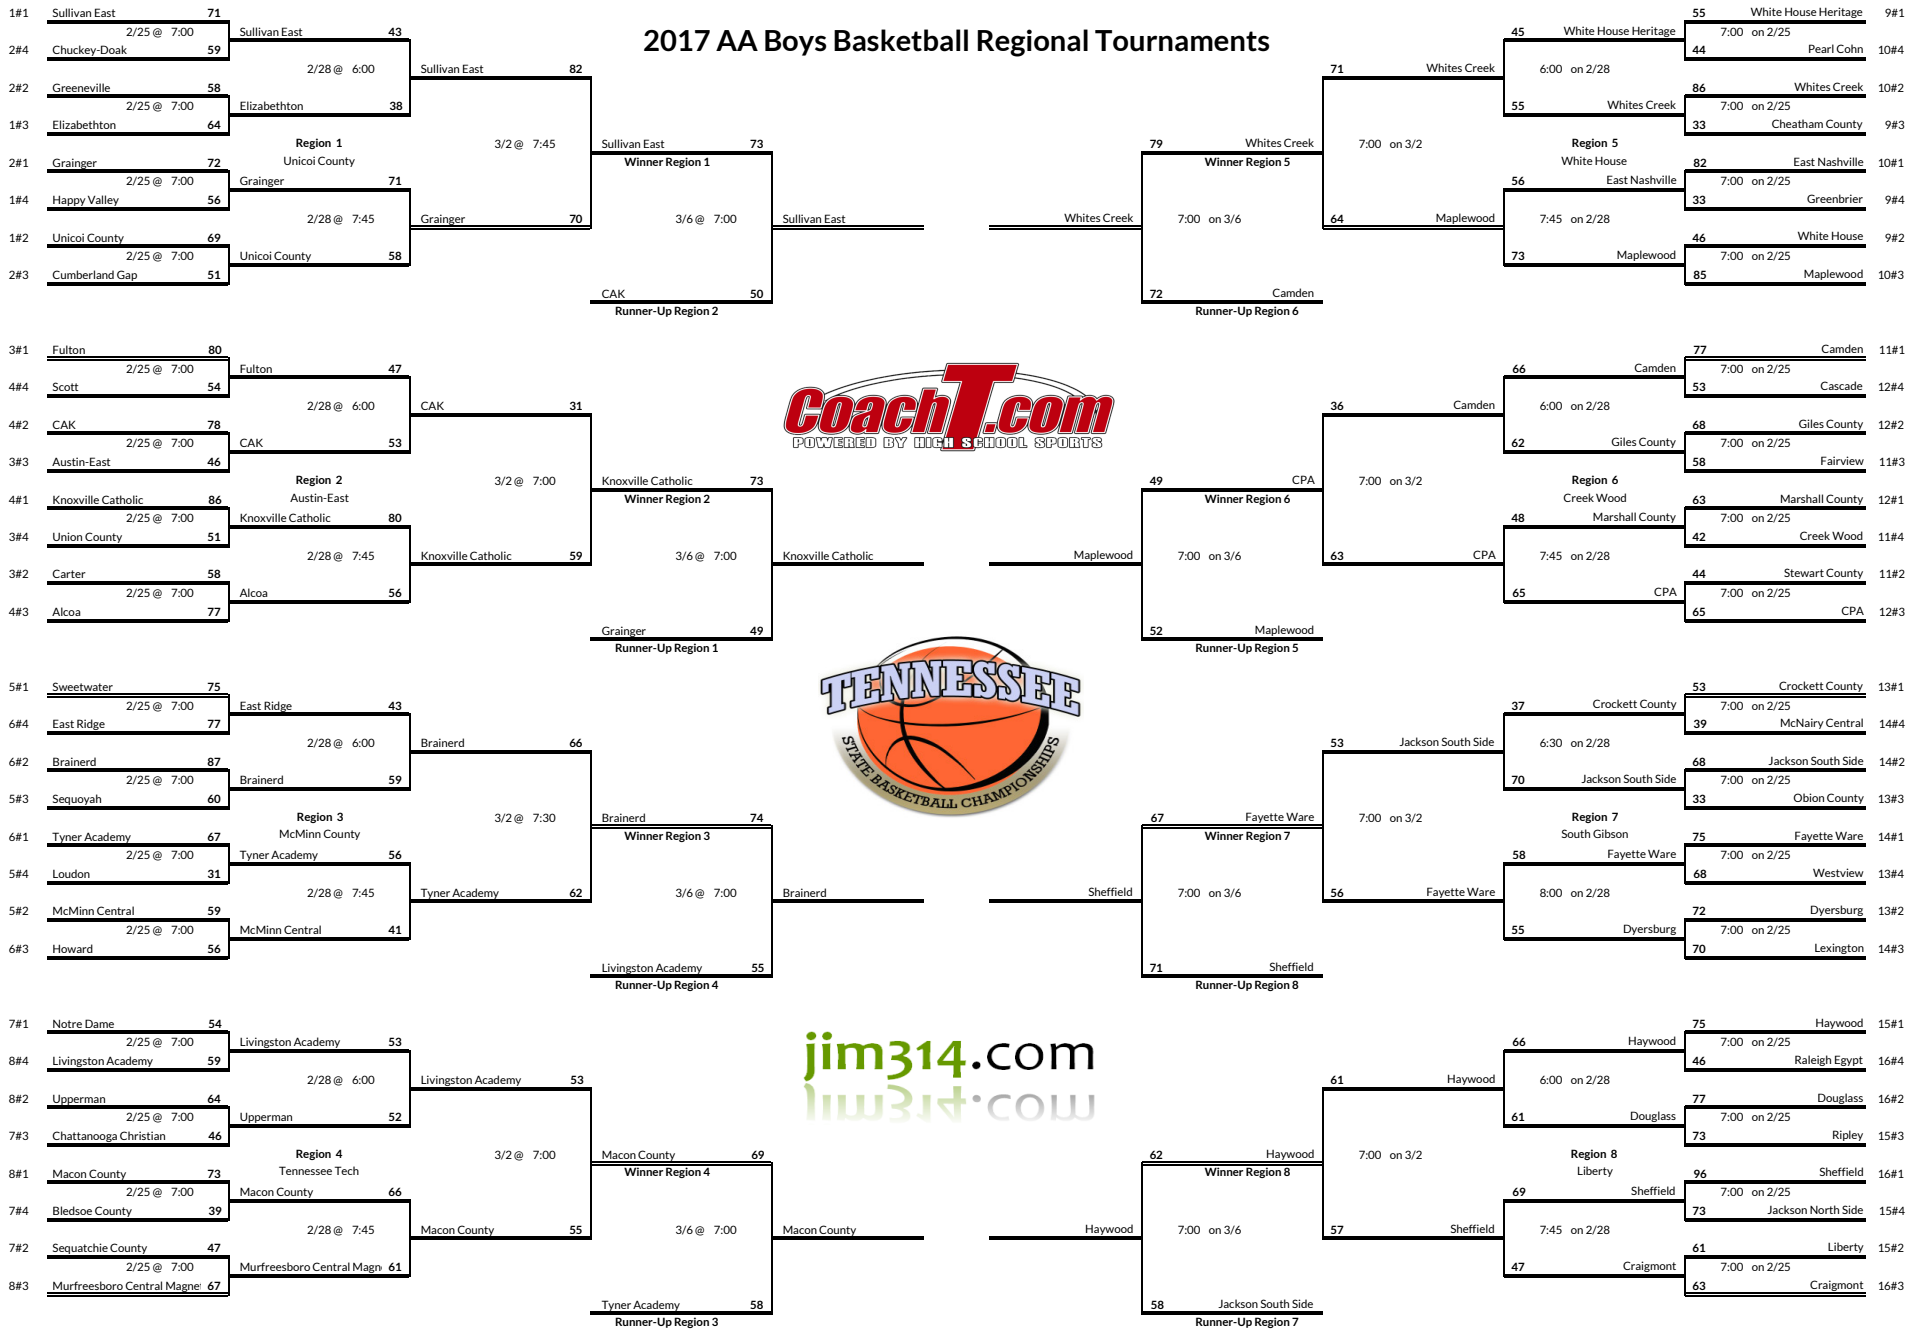 2017 AA Boys Basketball Regional Tournaments
1#1 Sullivan East 71
2/25 @ 7:00
2#4 Chuckey-Doak 59
Sullivan East 43
2/28 @ 6:00
2#2 Greeneville 58
2/25 @ 7:00
1#3 Elizabethton 64
Elizabethton 38
Sullivan East 82
Region 1
Unicoi County
3/2 @ 7:45
2#1 Grainger 72
2/25 @ 7:00
1#4 Happy Valley 56
Grainger 71
2/28 @ 7:45
1#2 Unicoi County 69
2/25 @ 7:00
2#3 Cumberland Gap 51
Unicoi County 58
Grainger 70
Sullivan East 73
Winner Region 1
3/6 @ 7:00
CAK 50
Runner-Up Region 2
Sullivan East
3#1 Fulton 80
2/25 @ 7:00
4#4 Scott 54
Fulton 47
2/28 @ 6:00
4#2 CAK 78
2/25 @ 7:00
3#3 Austin-East 46
CAK 53
CAK 31
Region 2
Austin-East
3/2 @ 7:00
4#1 Knoxville Catholic 86
2/25 @ 7:00
3#4 Union County 51
Knoxville Catholic 80
2/28 @ 7:45
3#2 Carter 58
2/25 @ 7:00
4#3 Alcoa 77
Alcoa 56
Knoxville Catholic 59
Knoxville Catholic 73
Winner Region 2
3/6 @ 7:00
Grainger 49
Runner-Up Region 1
Knoxville Catholic
5#1 Sweetwater 75
2/25 @ 7:00
6#4 East Ridge 77
East Ridge 43
2/28 @ 6:00
6#2 Brainerd 87
2/25 @ 7:00
5#3 Sequoyah 60
Brainerd 59
Brainerd 66
Region 3
McMinn County
3/2 @ 7:30
6#1 Tyner Academy 67
2/25 @ 7:00
5#4 Loudon 31
Tyner Academy 56
2/28 @ 7:45
5#2 McMinn Central 59
2/25 @ 7:00
6#3 Howard 56
McMinn Central 41
Tyner Academy 62
Brainerd 74
Winner Region 3
3/6 @ 7:00
Livingston Academy 55
Runner-Up Region 4
Brainerd
7#1 Notre Dame 54
2/25 @ 7:00
8#4 Livingston Academy 59
Livingston Academy 53
2/28 @ 6:00
8#2 Upperman 64
2/25 @ 7:00
7#3 Chattanooga Christian 46
Upperman 52
Livingston Academy 53
Region 4
Tennessee Tech
3/2 @ 7:00
8#1 Macon County 73
2/25 @ 7:00
7#4 Bledsoe County 39
Macon County 66
2/28 @ 7:45
7#2 Sequatchie County 47
2/25 @ 7:00
8#3 Murfreesboro Central Magne 67
Murfreesboro Central Magn 61
Macon County 55
Macon County 69
Winner Region 4
3/6 @ 7:00
Tyner Academy 58
Runner-Up Region 3
Macon County
CoachT.com
POWERED BY HIGH SCHOOL SPORTS
TENNESSEE
STATE BASKETBALL CHAMPIONSHIPS
jim314.com
55 White House Heritage 9#1
7:00 on 2/25
44 Pearl Cohn 10#4
45 White House Heritage
6:00 on 2/28
86 Whites Creek 10#2
7:00 on 2/25
33 Cheatham County 9#3
55 Whites Creek
71 Whites Creek
Region 5
White House
7:00 on 3/2
82 East Nashville 10#1
7:00 on 2/25
33 Greenbrier 9#4
56 East Nashville
7:45 on 2/28
46 White House 9#2
7:00 on 2/25
85 Maplewood 10#3
73 Maplewood
64 Maplewood
79 Whites Creek
Winner Region 5
7:00 on 3/6
72 Camden
Runner-Up Region 6
Whites Creek
77 Camden 11#1
7:00 on 2/25
53 Cascade 12#4
66 Camden
6:00 on 2/28
68 Giles County 12#2
7:00 on 2/25
58 Fairview 11#3
62 Giles County
36 Camden
Region 6
Creek Wood
7:00 on 3/2
63 Marshall County 12#1
7:00 on 2/25
42 Creek Wood 11#4
48 Marshall County
7:45 on 2/28
44 Stewart County 11#2
7:00 on 2/25
65 CPA 12#3
65 CPA
63 CPA
49 CPA
Winner Region 6
7:00 on 3/6
52 Maplewood
Runner-Up Region 5
Maplewood
53 Crockett County 13#1
7:00 on 2/25
39 McNairy Central 14#4
37 Crockett County
6:30 on 2/28
68 Jackson South Side 14#2
7:00 on 2/25
33 Obion County 13#3
70 Jackson South Side
53 Jackson South Side
Region 7
South Gibson
7:00 on 3/2
75 Fayette Ware 14#1
7:00 on 2/25
68 Westview 13#4
58 Fayette Ware
8:00 on 2/28
72 Dyersburg 13#2
7:00 on 2/25
70 Lexington 14#3
55 Dyersburg
56 Fayette Ware
67 Fayette Ware
Winner Region 7
7:00 on 3/6
71 Sheffield
Runner-Up Region 8
Sheffield
75 Haywood 15#1
7:00 on 2/25
46 Raleigh Egypt 16#4
66 Haywood
6:00 on 2/28
77 Douglass 16#2
7:00 on 2/25
73 Ripley 15#3
61 Douglass
61 Haywood
Region 8
Liberty
7:00 on 3/2
96 Sheffield 16#1
7:00 on 2/25
73 Jackson North Side 15#4
69 Sheffield
7:45 on 2/28
61 Liberty 15#2
7:00 on 2/25
63 Craigmont 16#3
47 Craigmont
57 Sheffield
62 Haywood
Winner Region 8
7:00 on 3/6
58 Jackson South Side
Runner-Up Region 7
Haywood